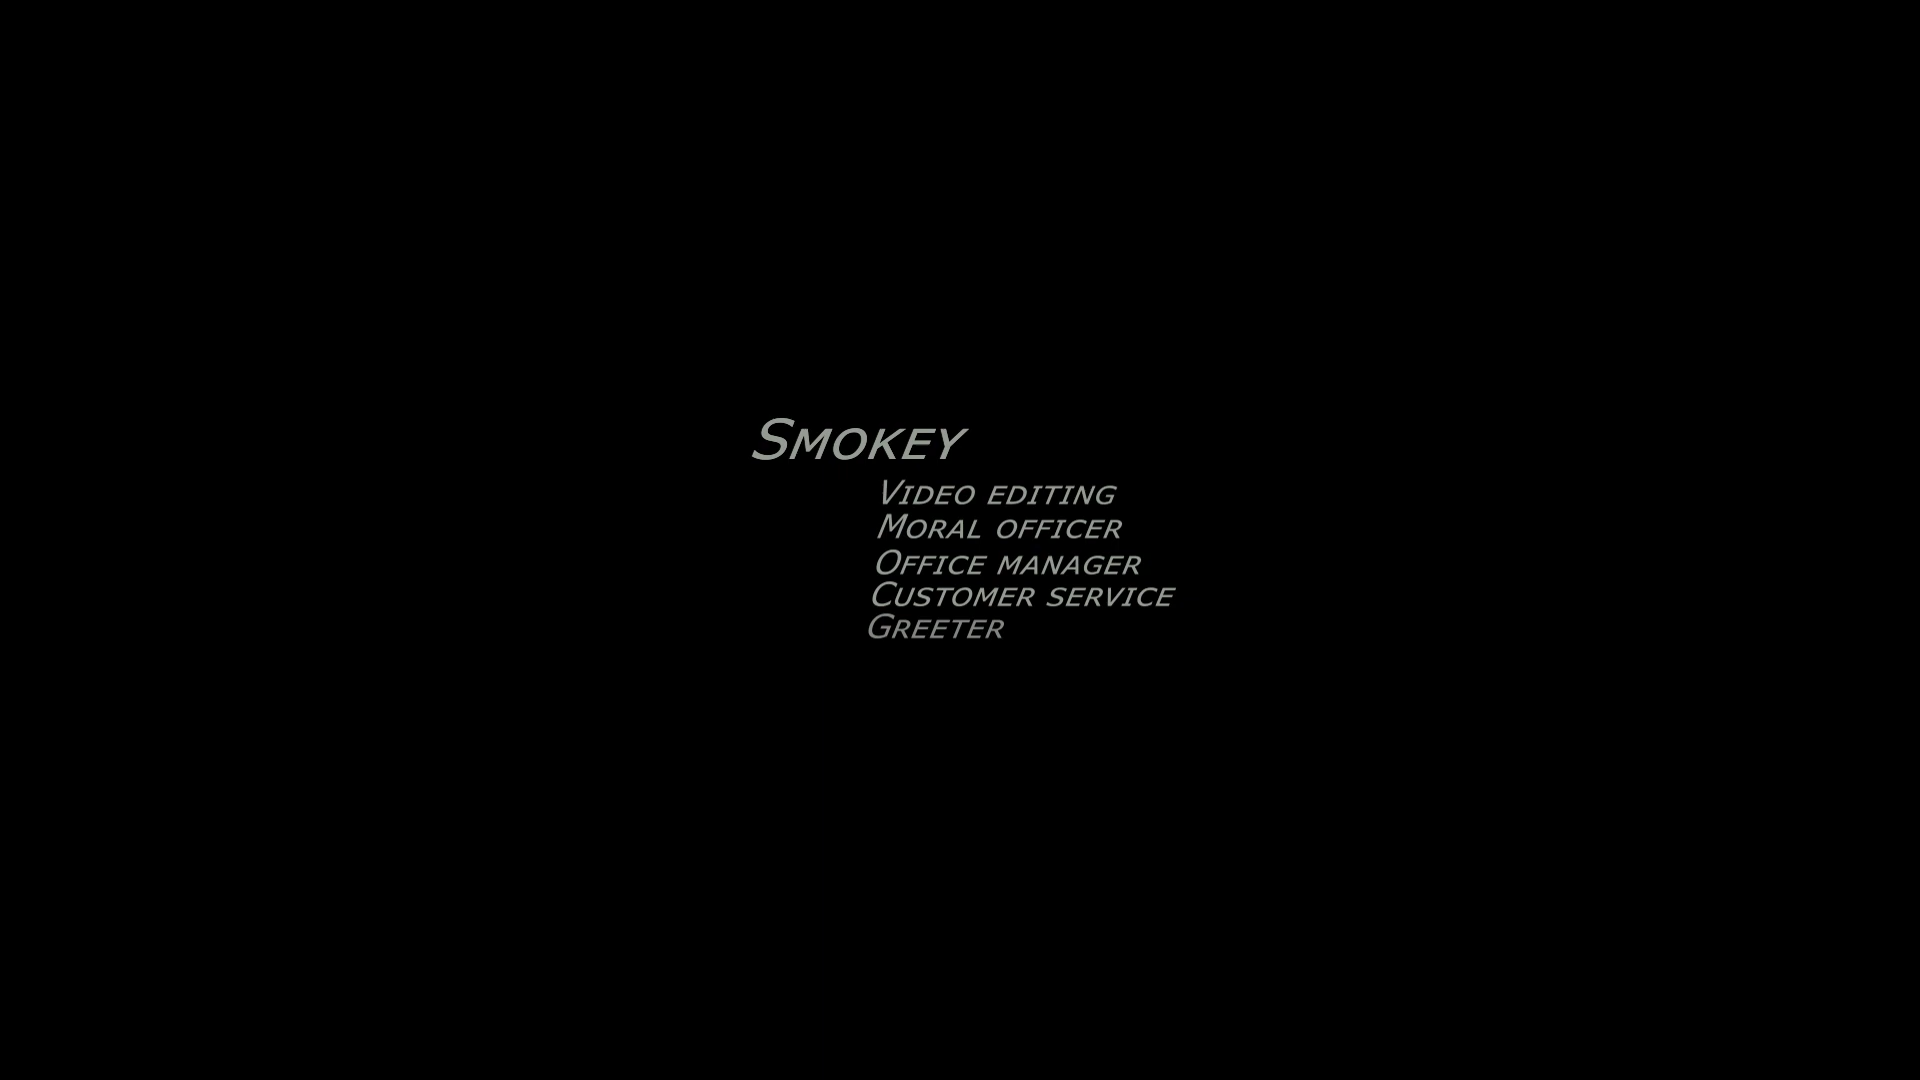 Smokey
Video editing
Moral officer
Office manager
Customer service
Greeter